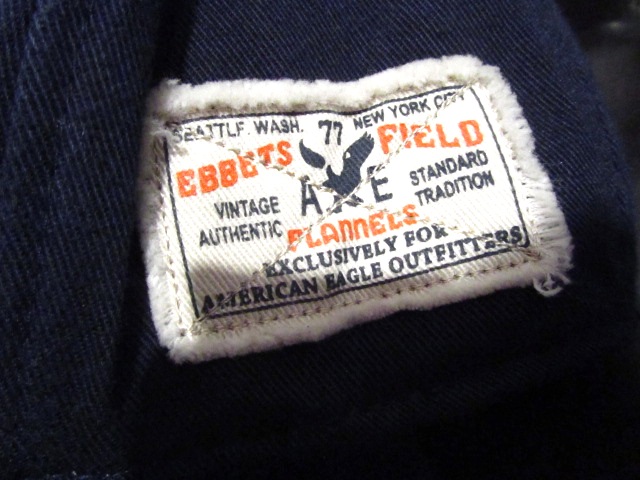 SEATTLE. WASH. 77 NEW YORK CITY
EBBETS FIELD
A E
VINTAGE AUTHENTIC
STANDARD TRADITION
FLANNELS
EXCLUSIVELY FOR
AMERICAN EAGLE OUTFITTERS